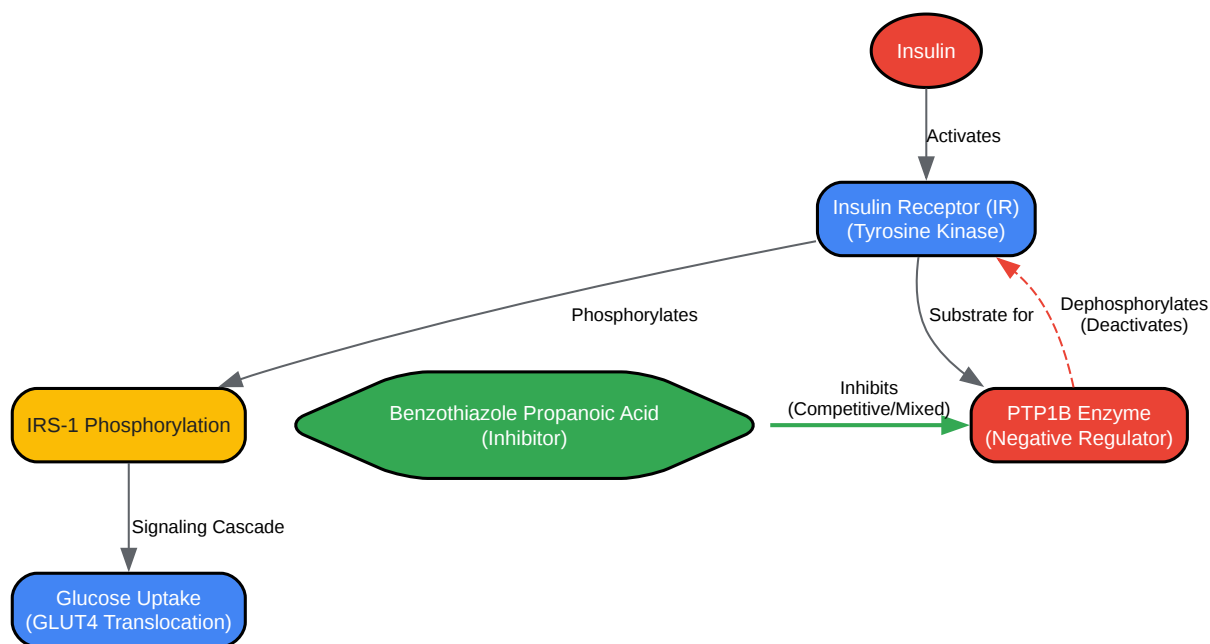 Insulin
Activates
Insulin Receptor (IR)
(Tyrosine Kinase)
Phosphorylates
Substrate for
Dephosphorylates
(Deactivates)
IRS-1 Phosphorylation
Benzothiazole Propanoic Acid
(Inhibitor)
Inhibits
(Competitive/Mixed)
PTP1B Enzyme
(Negative Regulator)
Signaling Cascade
Glucose Uptake
(GLUT4 Translocation)